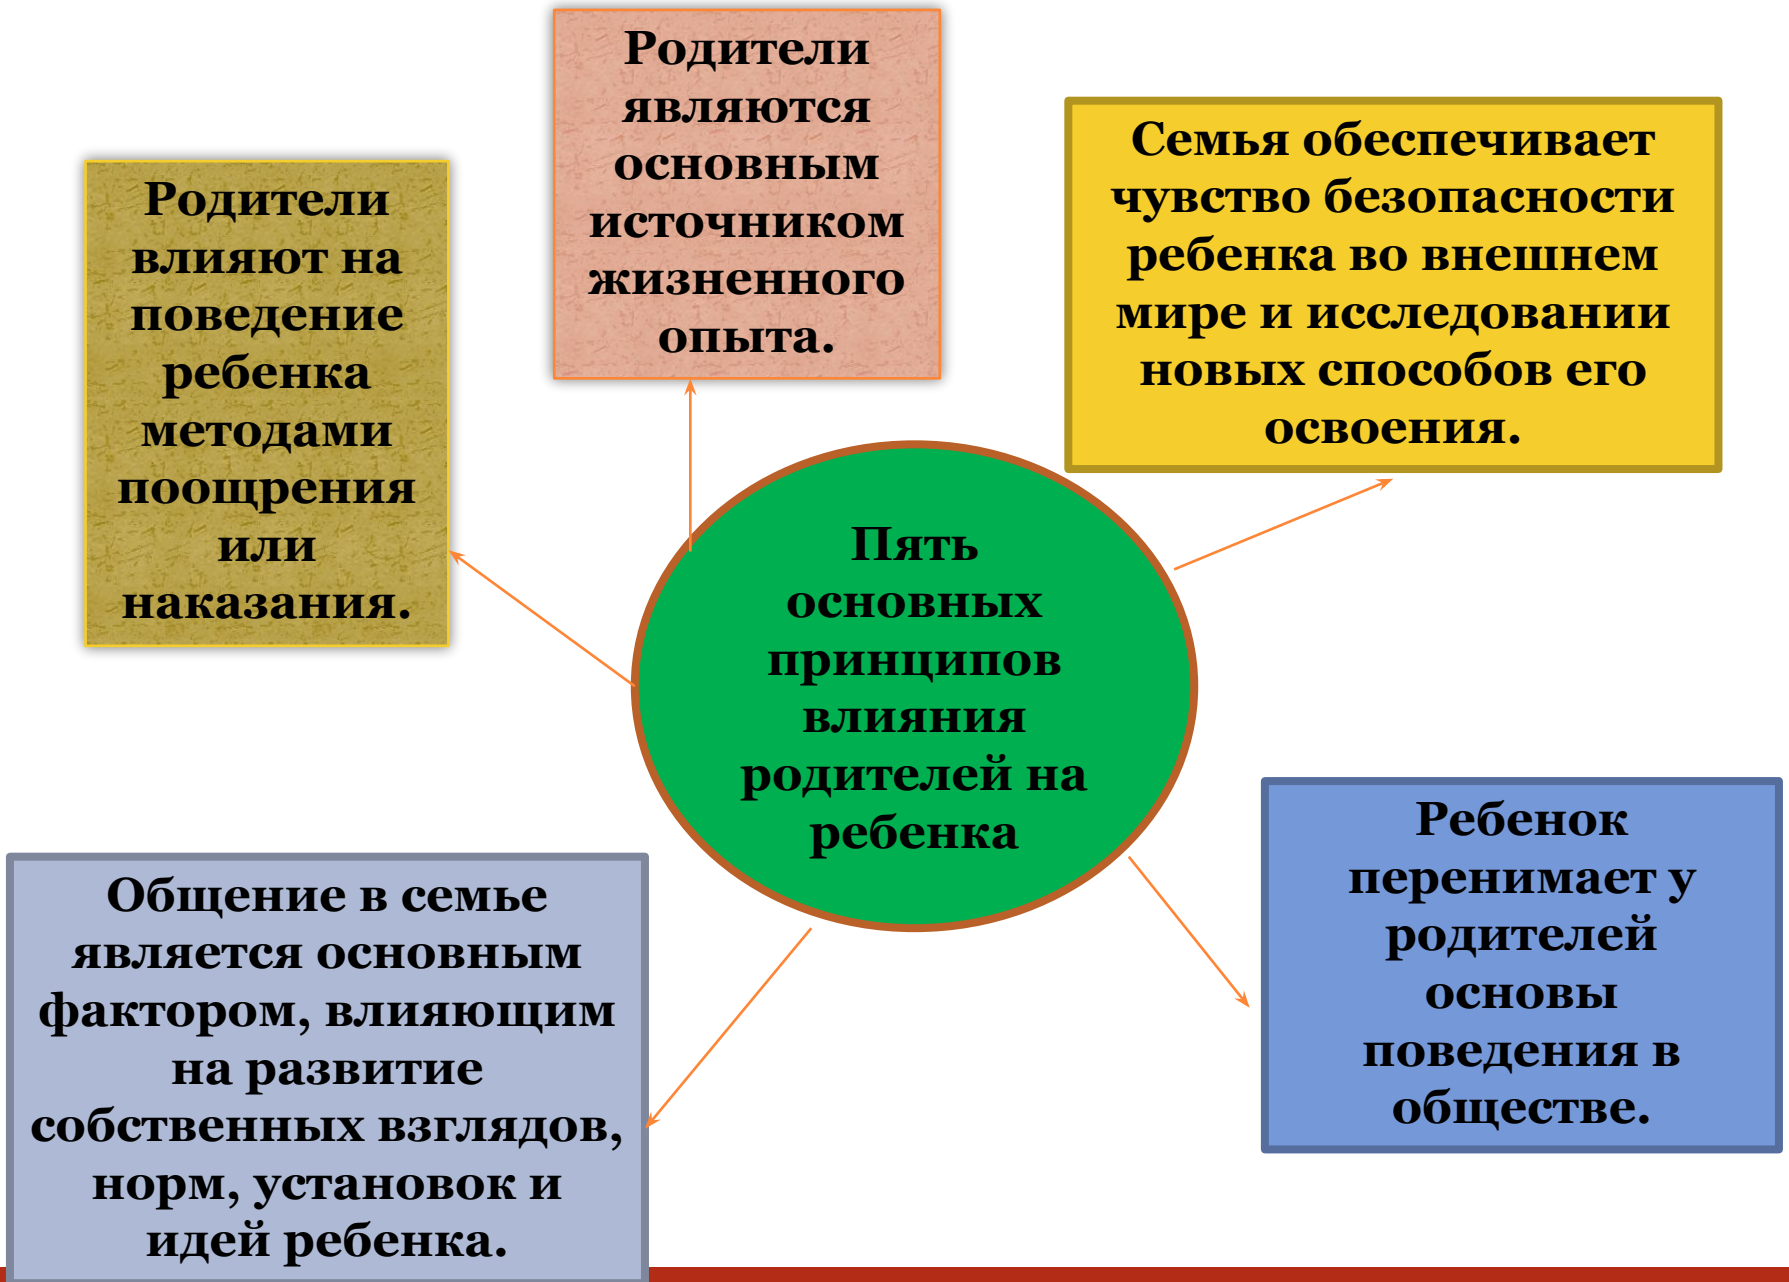 Родители
являются
основным
источником
жизненного
опыта.
Семья обеспечивает
чувство безопасности
ребенка во внешнем
мире и исследовании
новых способов его
освоения.
Родители
влияют на
поведение
ребенка
методами
поощрения
или
наказания.
Пять
основных
принципов
влияния
родителей на
ребенка
Ребенок
перенимает у
родителей
основы
поведения в
обществе.
Общение в семье
является основным
фактором, влияющим
на развитие
собственных взглядов,
норм, установок и
идей ребенка.